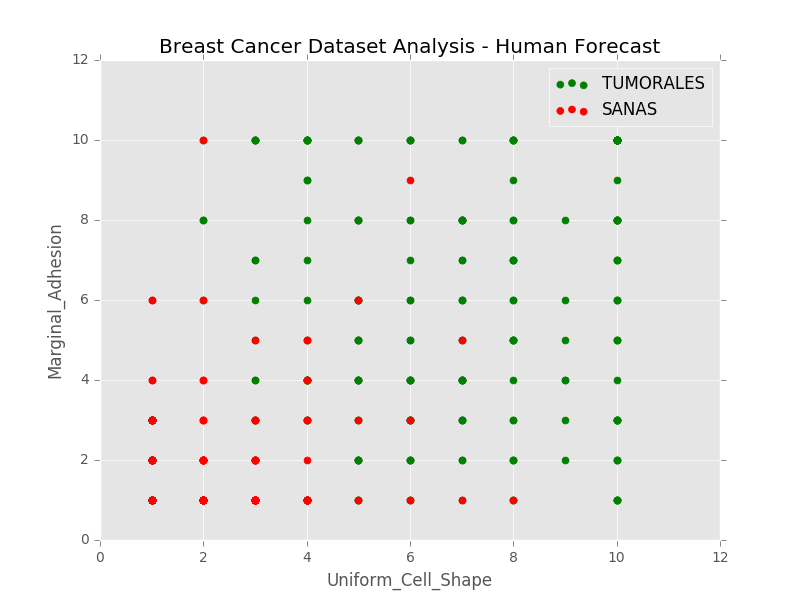 Breast Cancer Dataset Analysis - Human Forecast
TUMORALES
SANAS
12
10
8
6
4
2
0
Marginal_Adhesion
0 2 4 6 8 10 12
Uniform_Cell_Shape